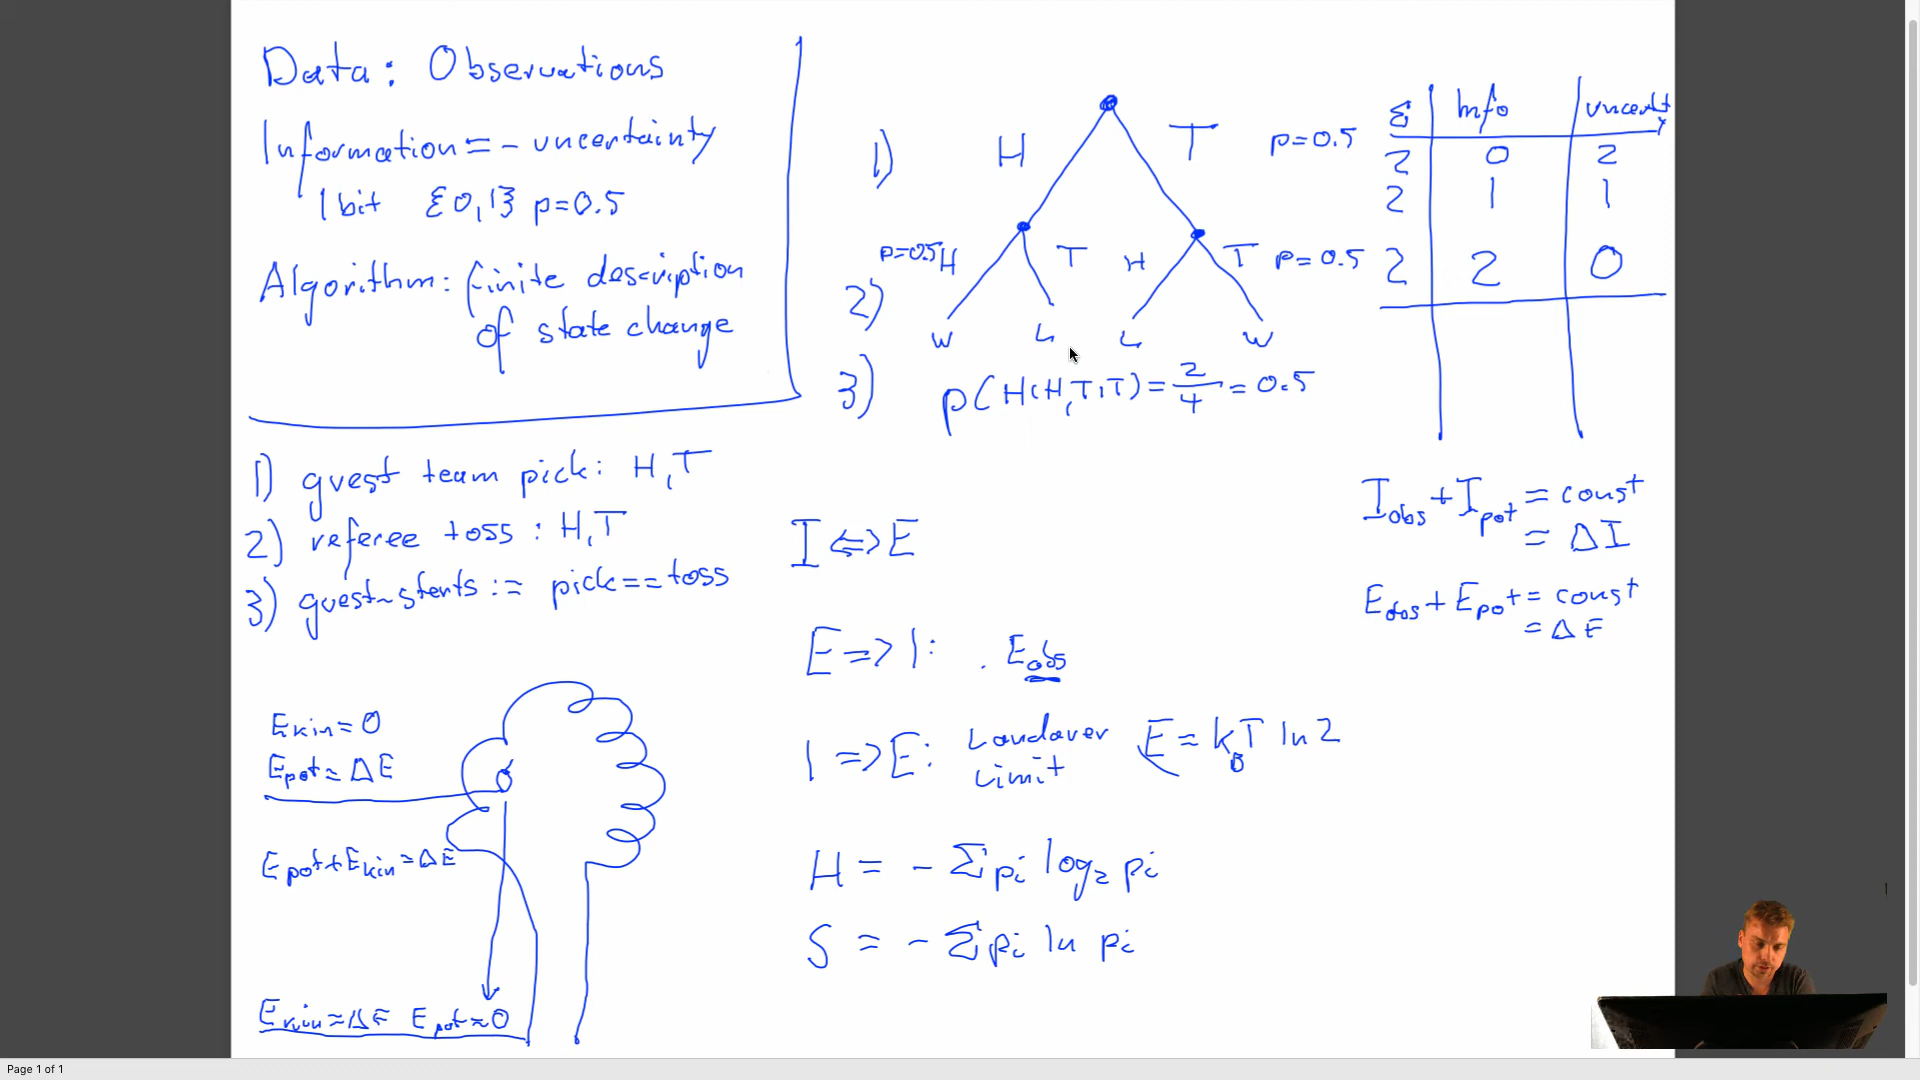 Data: Observations
Information = - uncertainty
1 bit {0,1} p=0.5
Algorithm: finite description
of state change
1) guest team pick: H,T
2) referee toss: H,T
3) guest~sterts := pick==toss
Ekin=0
Epot=ΔE
Epot+Ekin=ΔE
Ekin=ΔE Epot=0
1) H T p=0.5
p=0.5 H T H T p=0.5
2)
W L L W
3) p(H(H,T,T)= 2/4 = 0.5
Σ Info uncerty
2 0 2
2 1 1
2 2 0
I <=> E
E => I: . Eobs
I => E: Landauer Limit E = kBT ln 2
H = - Σ pi log2 pi
S = - Σ pi ln pi
Iobs + Ipot = const
= ΔI
Eobs + Epot = const
= ΔE
Page 1 of 1